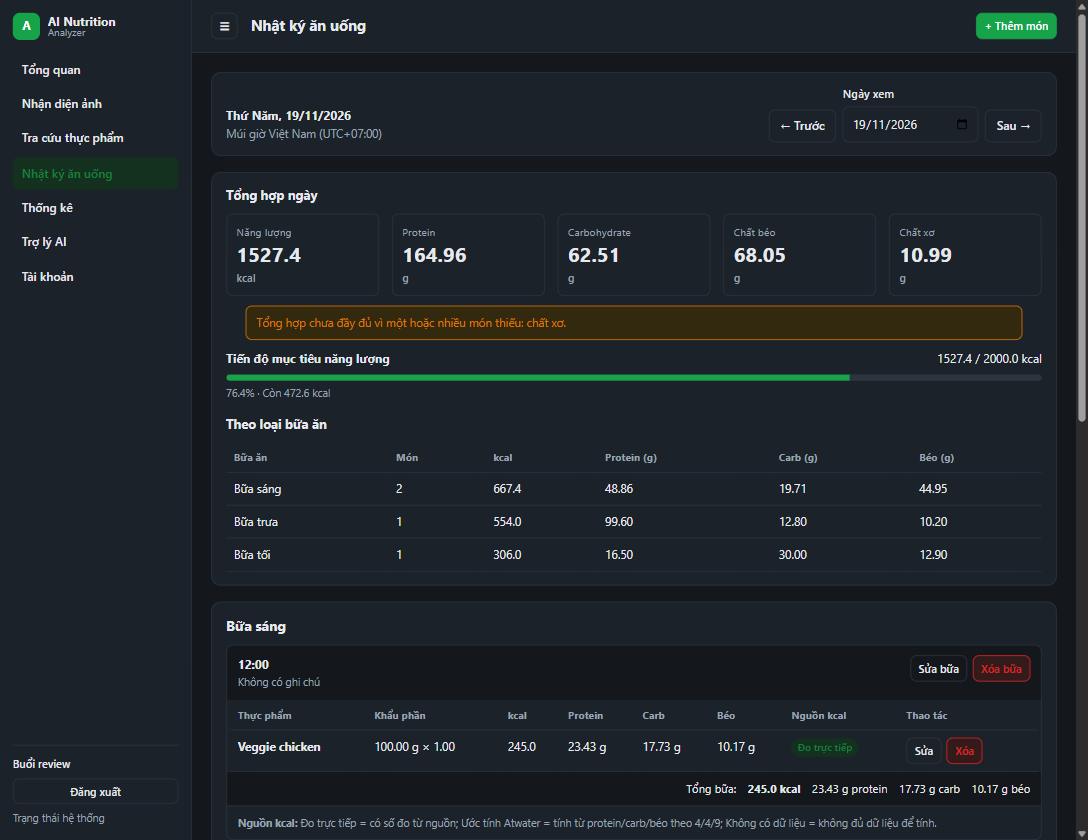 A
AI Nutrition
Analyzer
Tổng quan
Nhận diện ảnh
Tra cứu thực phẩm
Nhật ký ăn uống
Thống kê
Trợ lý AI
Tài khoản
Buổi review
Đăng xuất
Trạng thái hệ thống
☰ Nhật ký ăn uống
+ Thêm món
Thứ Năm, 19/11/2026
Múi giờ Việt Nam (UTC+07:00)
Ngày xem
← Trước 19/11/2026 Sau →
Tổng hợp ngày
Năng lượng Protein Carbohydrate Chất béo Chất xơ
1527.4 164.96 62.51 68.05 10.99
kcal g g g g
Tổng hợp chưa đầy đủ vì một hoặc nhiều món thiếu: chất xơ.
Tiến độ mục tiêu năng lượng 1527.4 / 2000.0 kcal
76.4% · Còn 472.6 kcal
Theo loại bữa ăn
Bữa ăn Món kcal Protein (g) Carb (g) Béo (g)
Bữa sáng 2 667.4 48.86 19.71 44.95
Bữa trưa 1 554.0 99.60 12.80 10.20
Bữa tối 1 306.0 16.50 30.00 12.90
Bữa sáng
12:00
Không có ghi chú
Sửa bữa Xóa bữa
Thực phẩm Khẩu phần kcal Protein Carb Béo Nguồn kcal Thao tác
Veggie chicken 100.00 g × 1.00 245.0 23.43 g 17.73 g 10.17 g Đo trực tiếp Sửa Xóa
Tổng bữa: 245.0 kcal 23.43 g protein 17.73 g carb 10.17 g béo
Nguồn kcal: Đo trực tiếp = có số đo từ nguồn; Ước tính Atwater = tính từ protein/carb/béo theo 4/4/9; Không có dữ liệu = không đủ dữ liệu để tính.